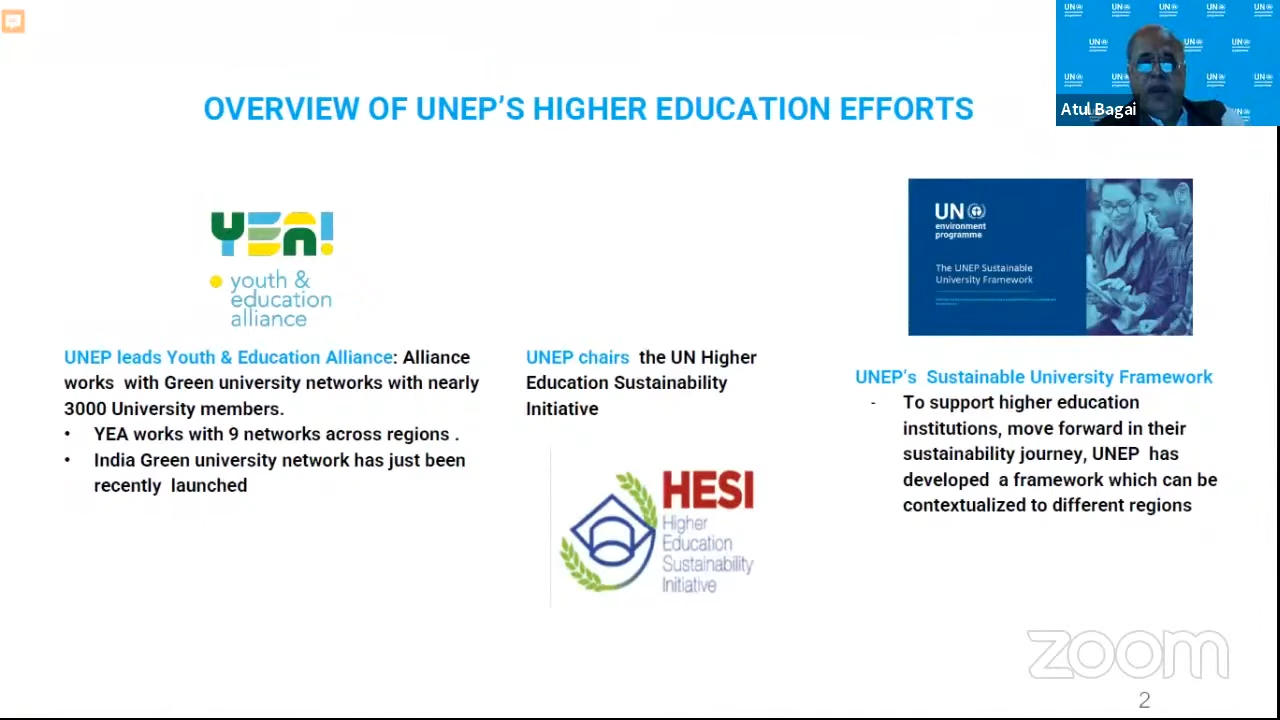 Atul Bagai
OVERVIEW OF UNEP'S HIGHER EDUCATION EFFORTS
YEA!
youth &
education
alliance
UNEP leads Youth & Education Alliance: Alliance
works with Green university networks with nearly
3000 University members.
• YEA works with 9 networks across regions .
• India Green university network has just been
recently launched
UNEP chairs the UN Higher
Education Sustainability
Initiative
HESI
Higher
Education
Sustainability
Initiative
UN
environment
programme
The UNEP Sustainable
University Framework
UNEP's Sustainable University Framework
- To support higher education
institutions, move forward in their
sustainability journey, UNEP has
developed a framework which can be
contextualized to different regions
zoom
2